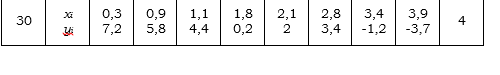 30 xᵢ 0,3 0,9 1,1 1,8 2,1 2,8 3,4 3,9 4
yᵢ 7,2 5,8 4,4 0,2 2 3,4 -1,2 -3,7